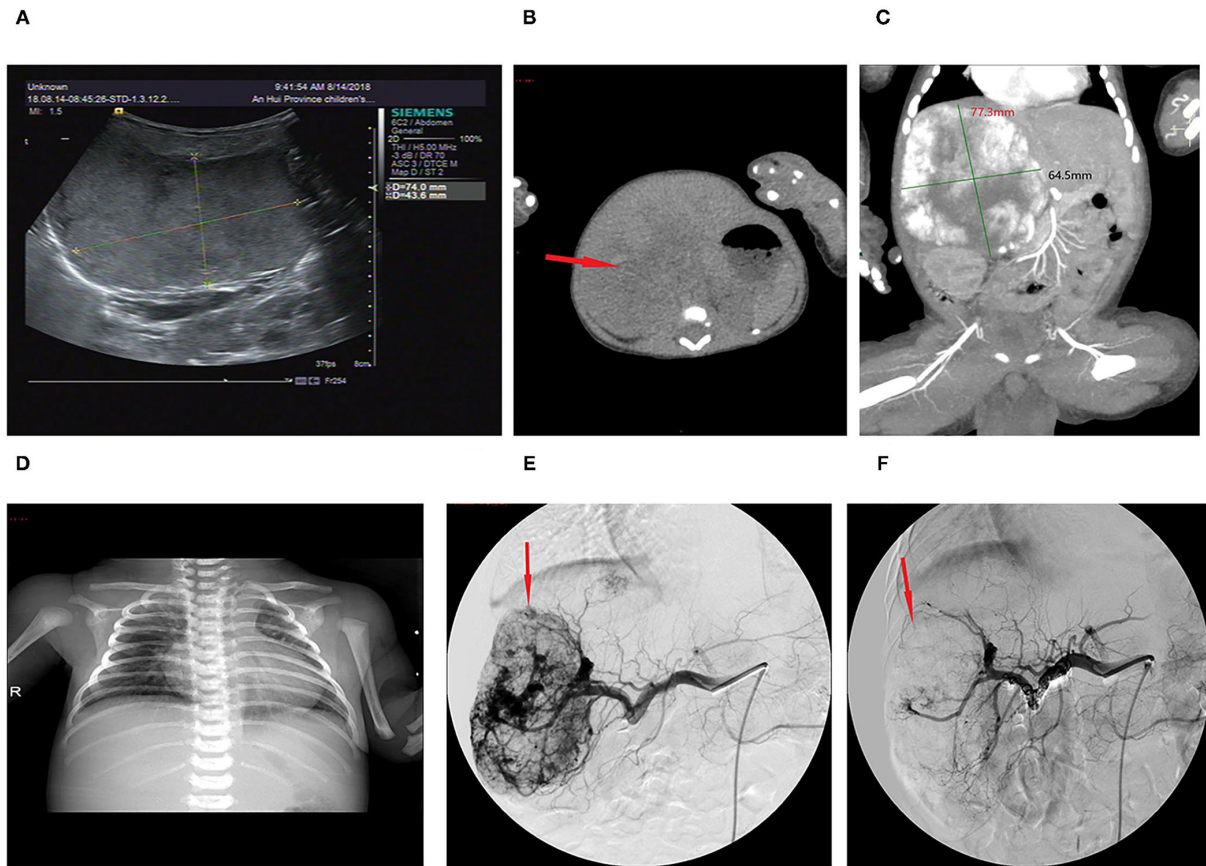 A
B
C
Unknown
9:41:54 AM 8/14/2018
18.08.14-08:45:26-STD-1.3.12.2. ...
An Hui Province children's...
MI: 1.5
SIEMENS
6C2 / Abdomen
General
2D 100%
THI / H5.00 MHz
-3 dB / DR 70
ASC 3 / DTCE M
Map D / ST 2
D=74.0 mm
D=43.6 mm
37fps 8cm
Fr254
77.3mm
64.5mm
D
E
F
R